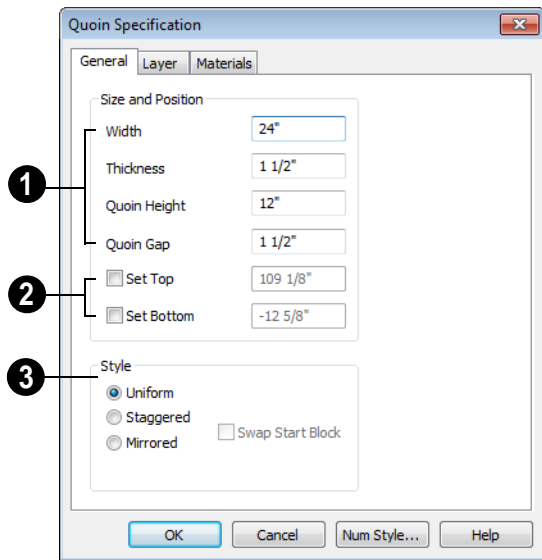 Quoin Specification
General Layer Materials
Size and Position
Width 24"
Thickness 1 1/2"
1
Quoin Height 12"
Quoin Gap 1 1/2"
Set Top 109 1/8"
2
Set Bottom -12 5/8"
3 Style
Uniform
Staggered
Swap Start Block
Mirrored
OK Cancel Num Style... Help